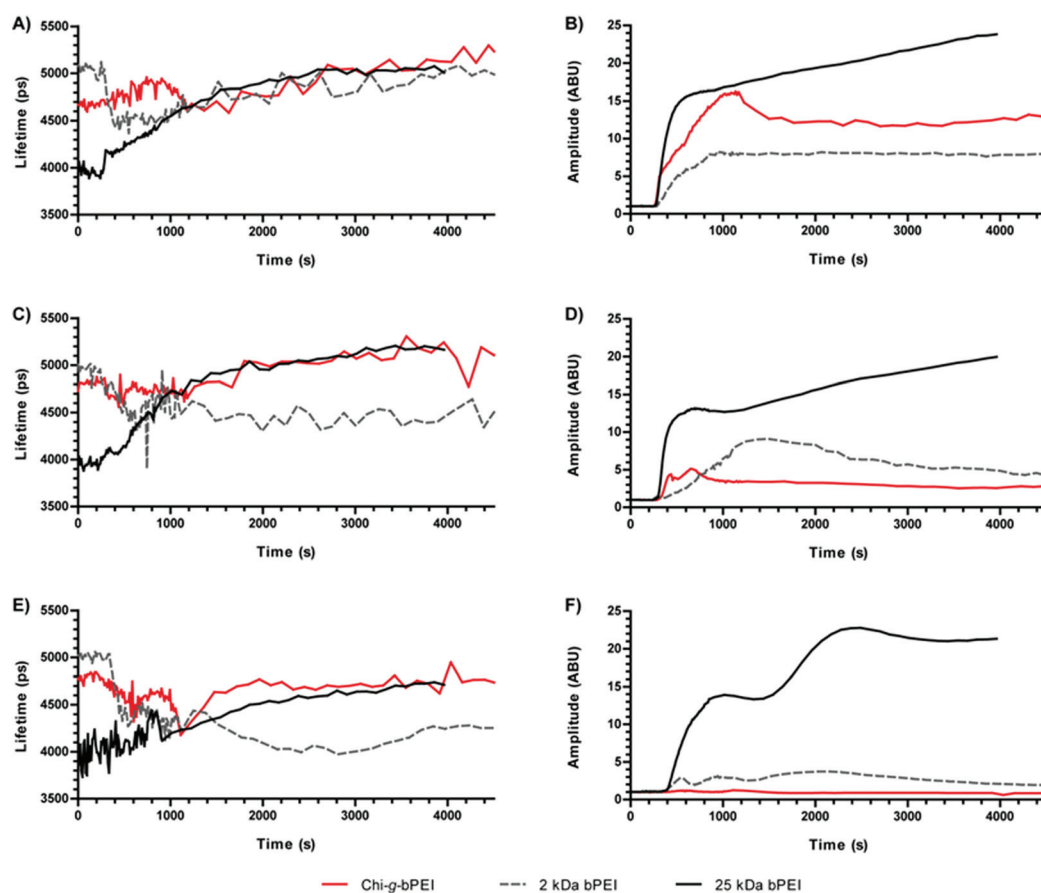 A)
5500
5000
4500
4000
3500
Lifetime (ps)
0 1000 2000 3000 4000
Time (s)
B)
25
20
15
10
5
0
Amplitude (ABU)
0 1000 2000 3000 4000
Time (s)
C)
5500
5000
4500
4000
3500
Lifetime (ps)
0 1000 2000 3000 4000
Time (s)
D)
25
20
15
10
5
0
Amplitude (ABU)
0 1000 2000 3000 4000
Time (s)
E)
5500
5000
4500
4000
3500
Lifetime (ps)
0 1000 2000 3000 4000
Time (s)
F)
25
20
15
10
5
0
Amplitude (ABU)
0 1000 2000 3000 4000
Time (s)
Chi-g-bPEI 2 kDa bPEI 25 kDa bPEI